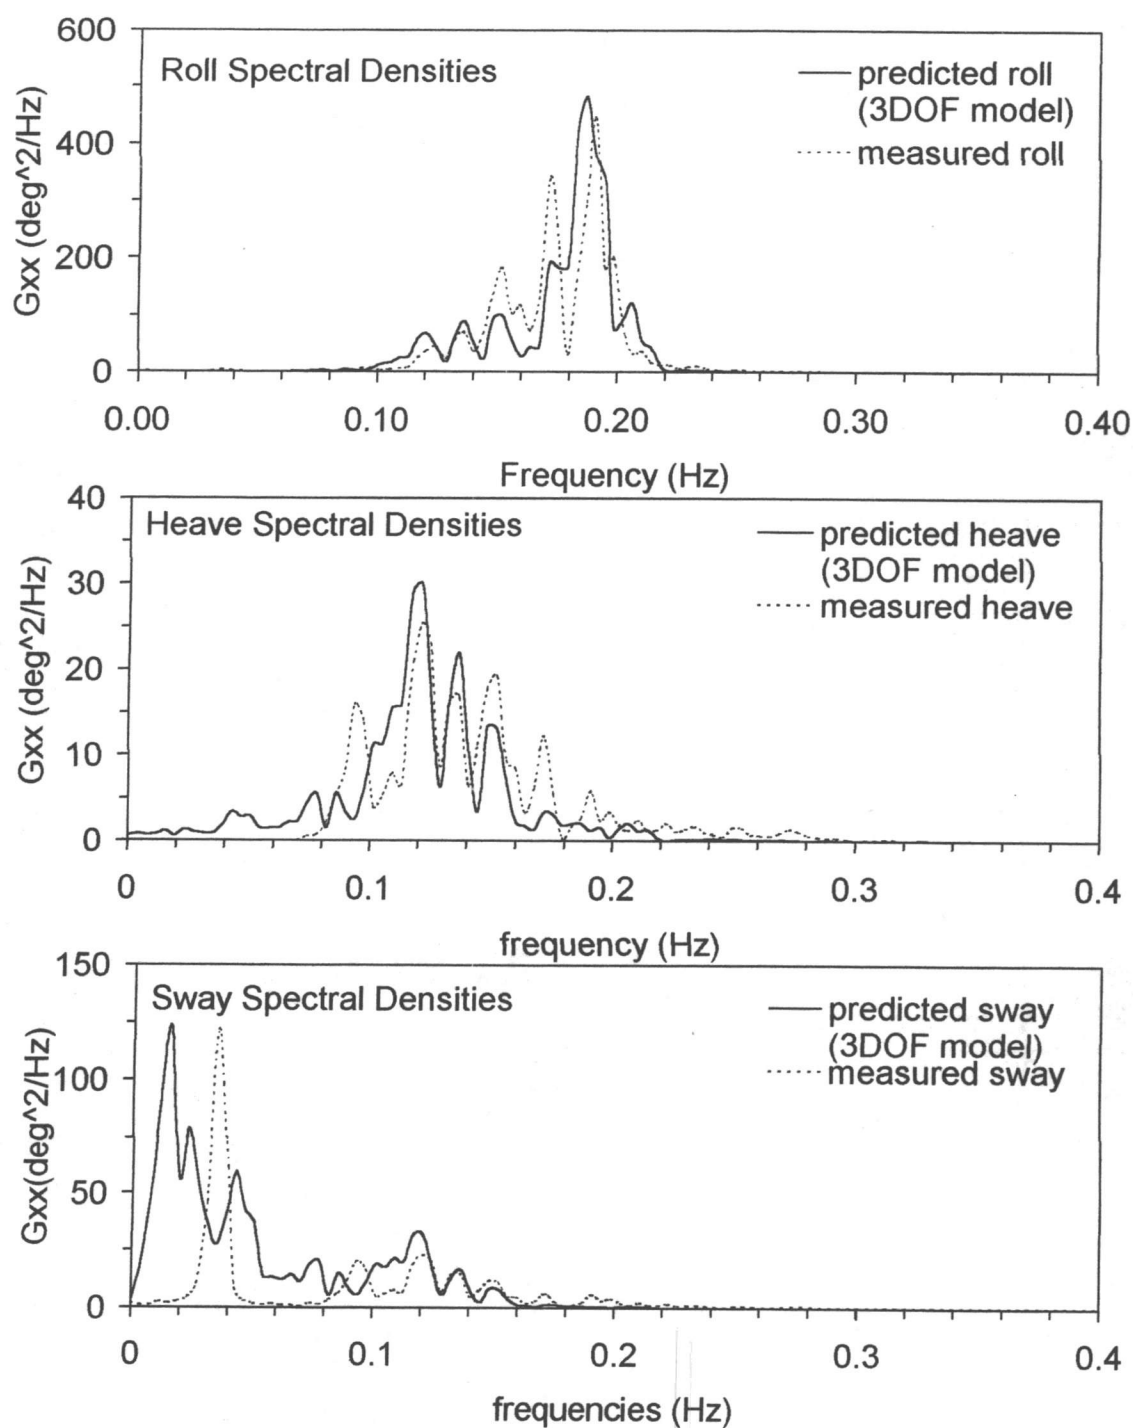 Roll Spectral Densities
predicted roll
(3DOF model)
measured roll
Gxx (deg^2/Hz)
600
400
200
0
0.00 0.10 0.20 0.30 0.40
Frequency (Hz)
Heave Spectral Densities
predicted heave
(3DOF model)
measured heave
Gxx (deg^2/Hz)
40
30
20
10
0
0 0.1 0.2 0.3 0.4
frequency (Hz)
Sway Spectral Densities
predicted sway
(3DOF model)
measured sway
Gxx(deg^2/Hz)
150
100
50
0
0 0.1 0.2 0.3 0.4
frequencies (Hz)